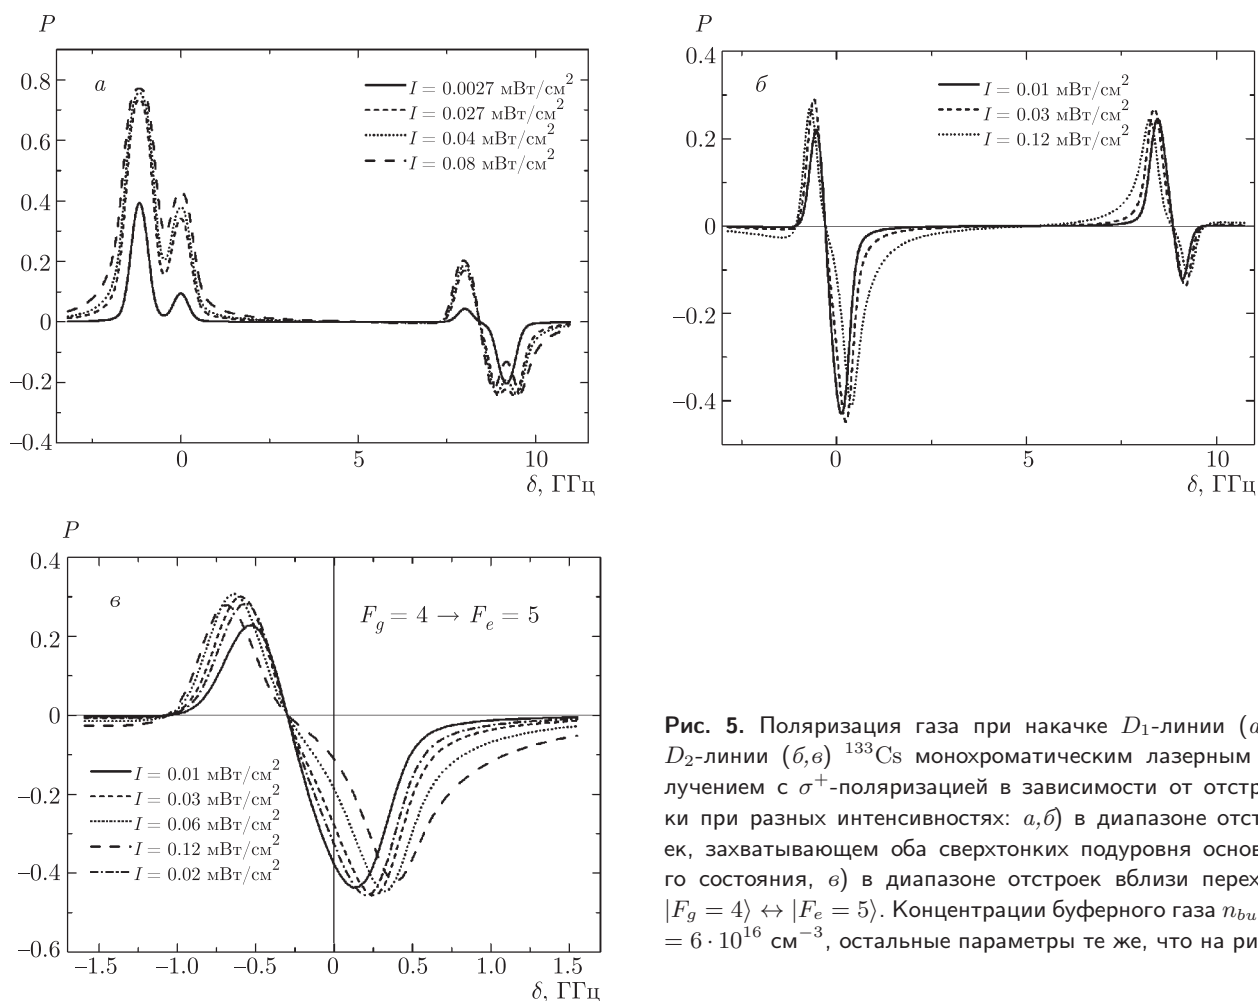 P
а
0.8
0.6
0.4
0.2
0
−0.2
−0.4
I = 0.0027 мВт/см²
I = 0.027 мВт/см²
I = 0.04 мВт/см²
I = 0.08 мВт/см²
0 5 10
δ, ГГц
P
б
0.4
0.2
0
−0.2
−0.4
I = 0.01 мВт/см²
I = 0.03 мВт/см²
I = 0.12 мВт/см²
0 5 10
δ, ГГц
P
в
0.4
0.2
0
−0.2
−0.4
−0.6
F_g = 4 → F_e = 5
I = 0.01 мВт/см²
I = 0.03 мВт/см²
I = 0.06 мВт/см²
I = 0.12 мВт/см²
I = 0.02 мВт/см²
−1.5 −1.0 −0.5 0 0.5 1.0 1.5
δ, ГГц
Рис. 5. Поляризация газа при накачке D₁-линии (а
D₂-линии (б,в) ¹³³Cs монохроматическим лазерным
лучением с σ⁺-поляризацией в зависимости от отстр
ки при разных интенсивностях: а,б) в диапазоне отст
ек, захватывающем оба сверхтонких подуровня основ
го состояния, в) в диапазоне отстроек вблизи перех
|F_g = 4⟩ ↔ |F_e = 5⟩. Концентрации буферного газа n_bu
= 6 · 10¹⁶ см⁻³, остальные параметры те же, что на ри